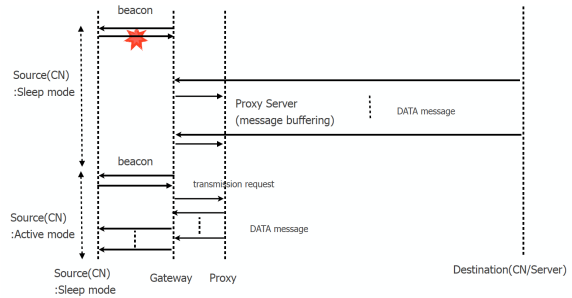 beacon
Source(CN)
:Sleep mode
Proxy Server
(message buffering)
DATA message
beacon
transmission request
Source(CN)
:Active mode
DATA message
Source(CN)
:Sleep mode
Gateway
Proxy
Destination(CN/Server)